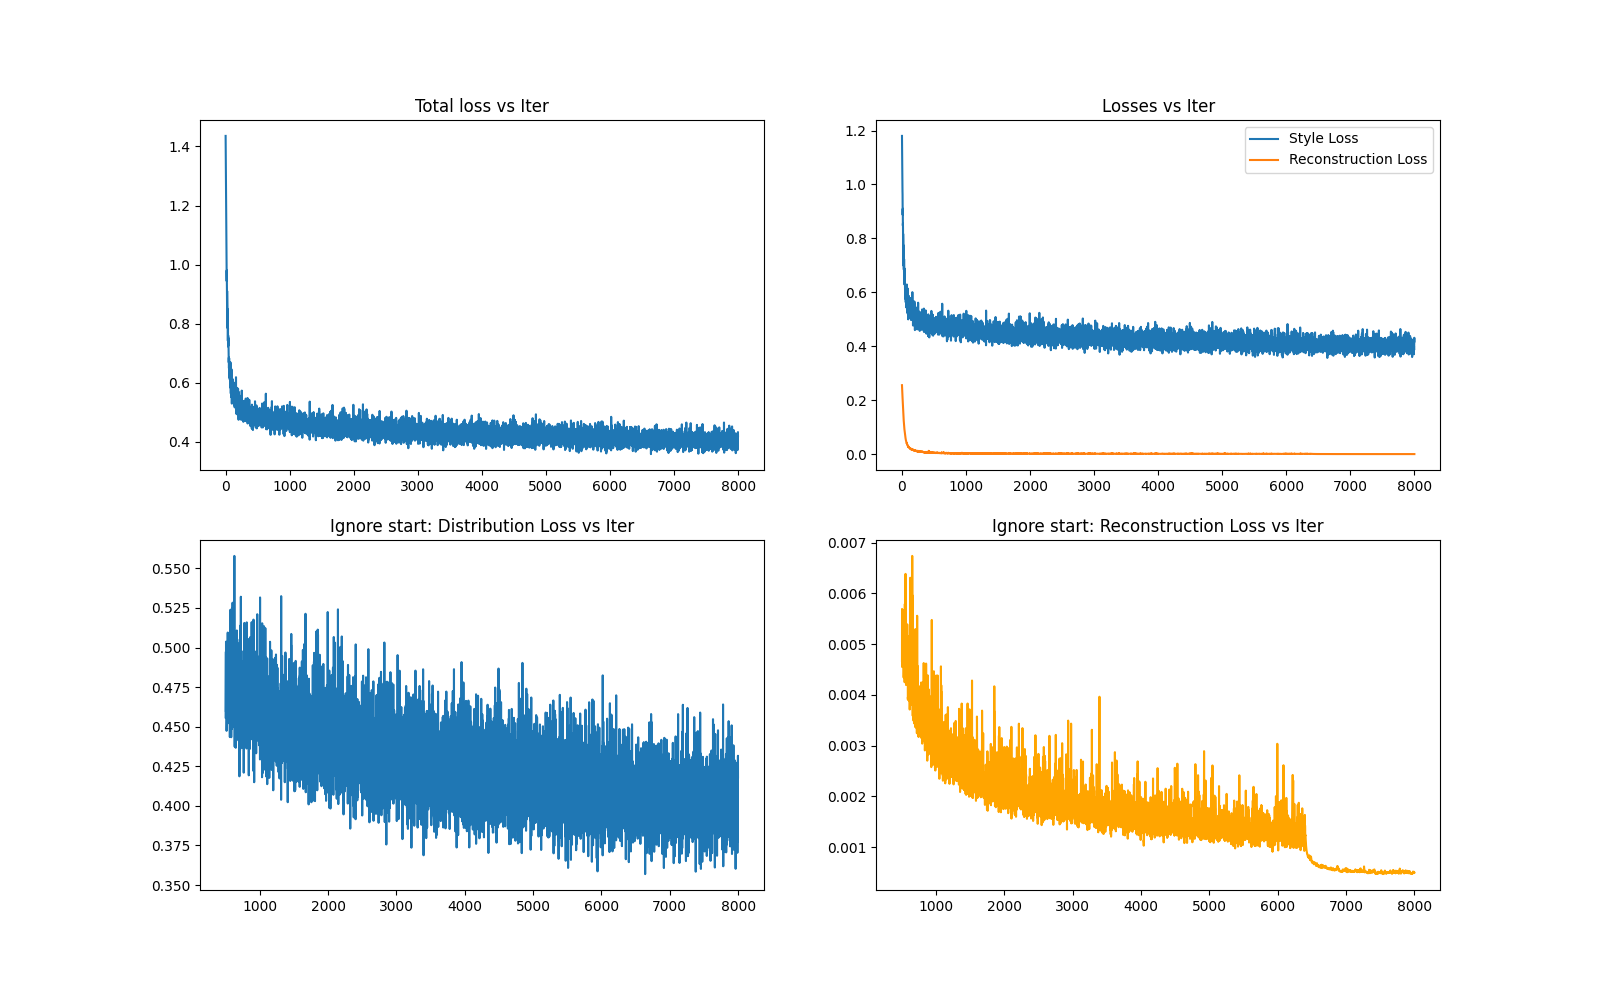 Total loss vs Iter
1.4
1.2
1.0
0.8
0.6
0.4
0 1000 2000 3000 4000 5000 6000 7000 8000
Losses vs Iter
Style Loss
Reconstruction Loss
1.2
1.0
0.8
0.6
0.4
0.2
0.0
0 1000 2000 3000 4000 5000 6000 7000 8000
Ignore start: Distribution Loss vs Iter
0.550
0.525
0.500
0.475
0.450
0.425
0.400
0.375
0.350
1000 2000 3000 4000 5000 6000 7000 8000
Ignore start: Reconstruction Loss vs Iter
0.007
0.006
0.005
0.004
0.003
0.002
0.001
1000 2000 3000 4000 5000 6000 7000 8000